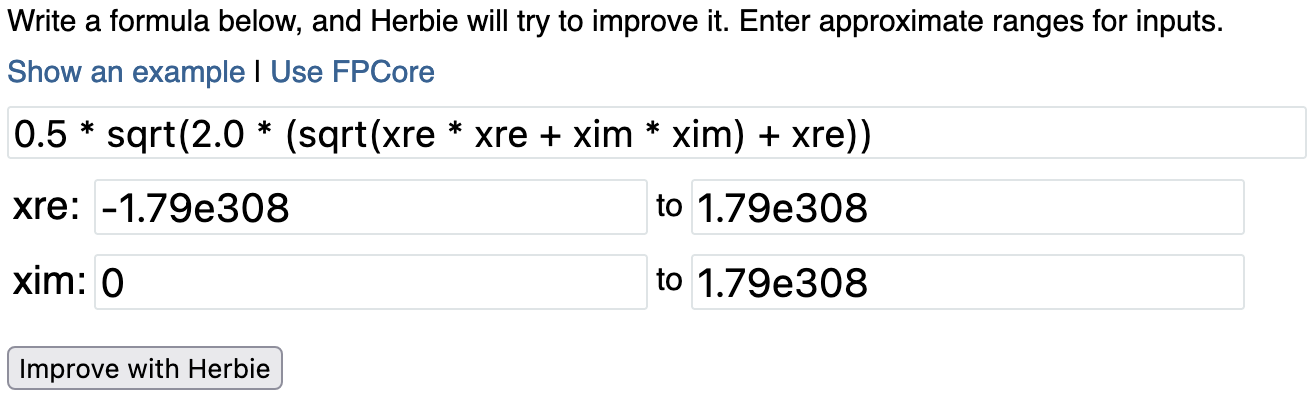 Write a formula below, and Herbie will try to improve it. Enter approximate ranges for inputs.
Show an example | Use FPCore
0.5 * sqrt(2.0 * (sqrt(xre * xre + xim * xim) + xre))
xre: -1.79e308 to 1.79e308
xim: 0 to 1.79e308
Improve with Herbie